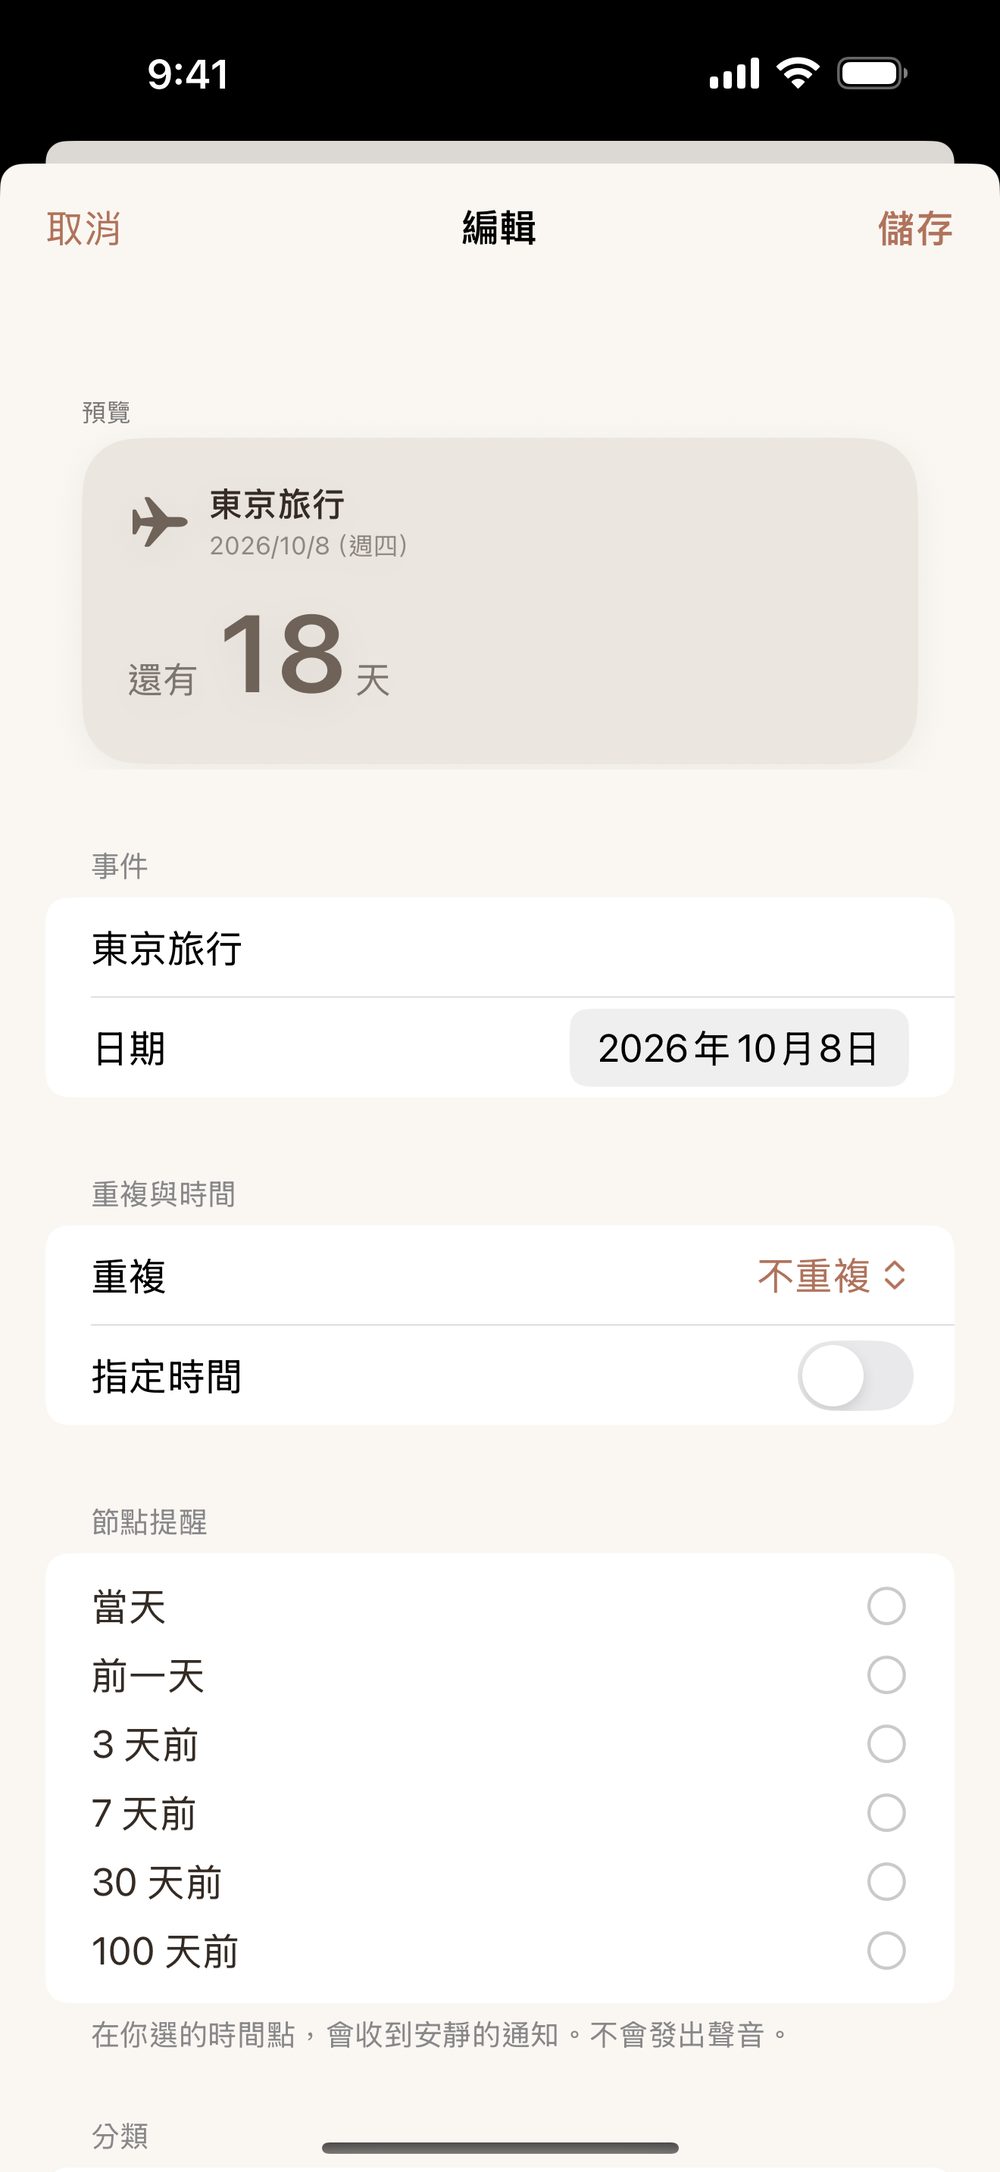 9:41
取消
編輯
儲存
預覽
東京旅行
2026/10/8 (週四)
還有 18 天
事件
東京旅行
日期
2026年10月8日
重複與時間
重複
不重複
指定時間
節點提醒
當天
前一天
3 天前
7 天前
30 天前
100 天前
在你選的時間點，會收到安靜的通知。不會發出聲音。
分類